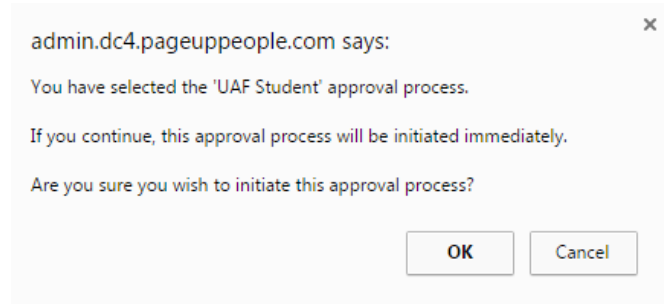 admin.dc4.pageuppeople.com says:
You have selected the 'UAF Student' approval process.
If you continue, this approval process will be initiated immediately.
Are you sure you wish to initiate this approval process?
OK
Cancel